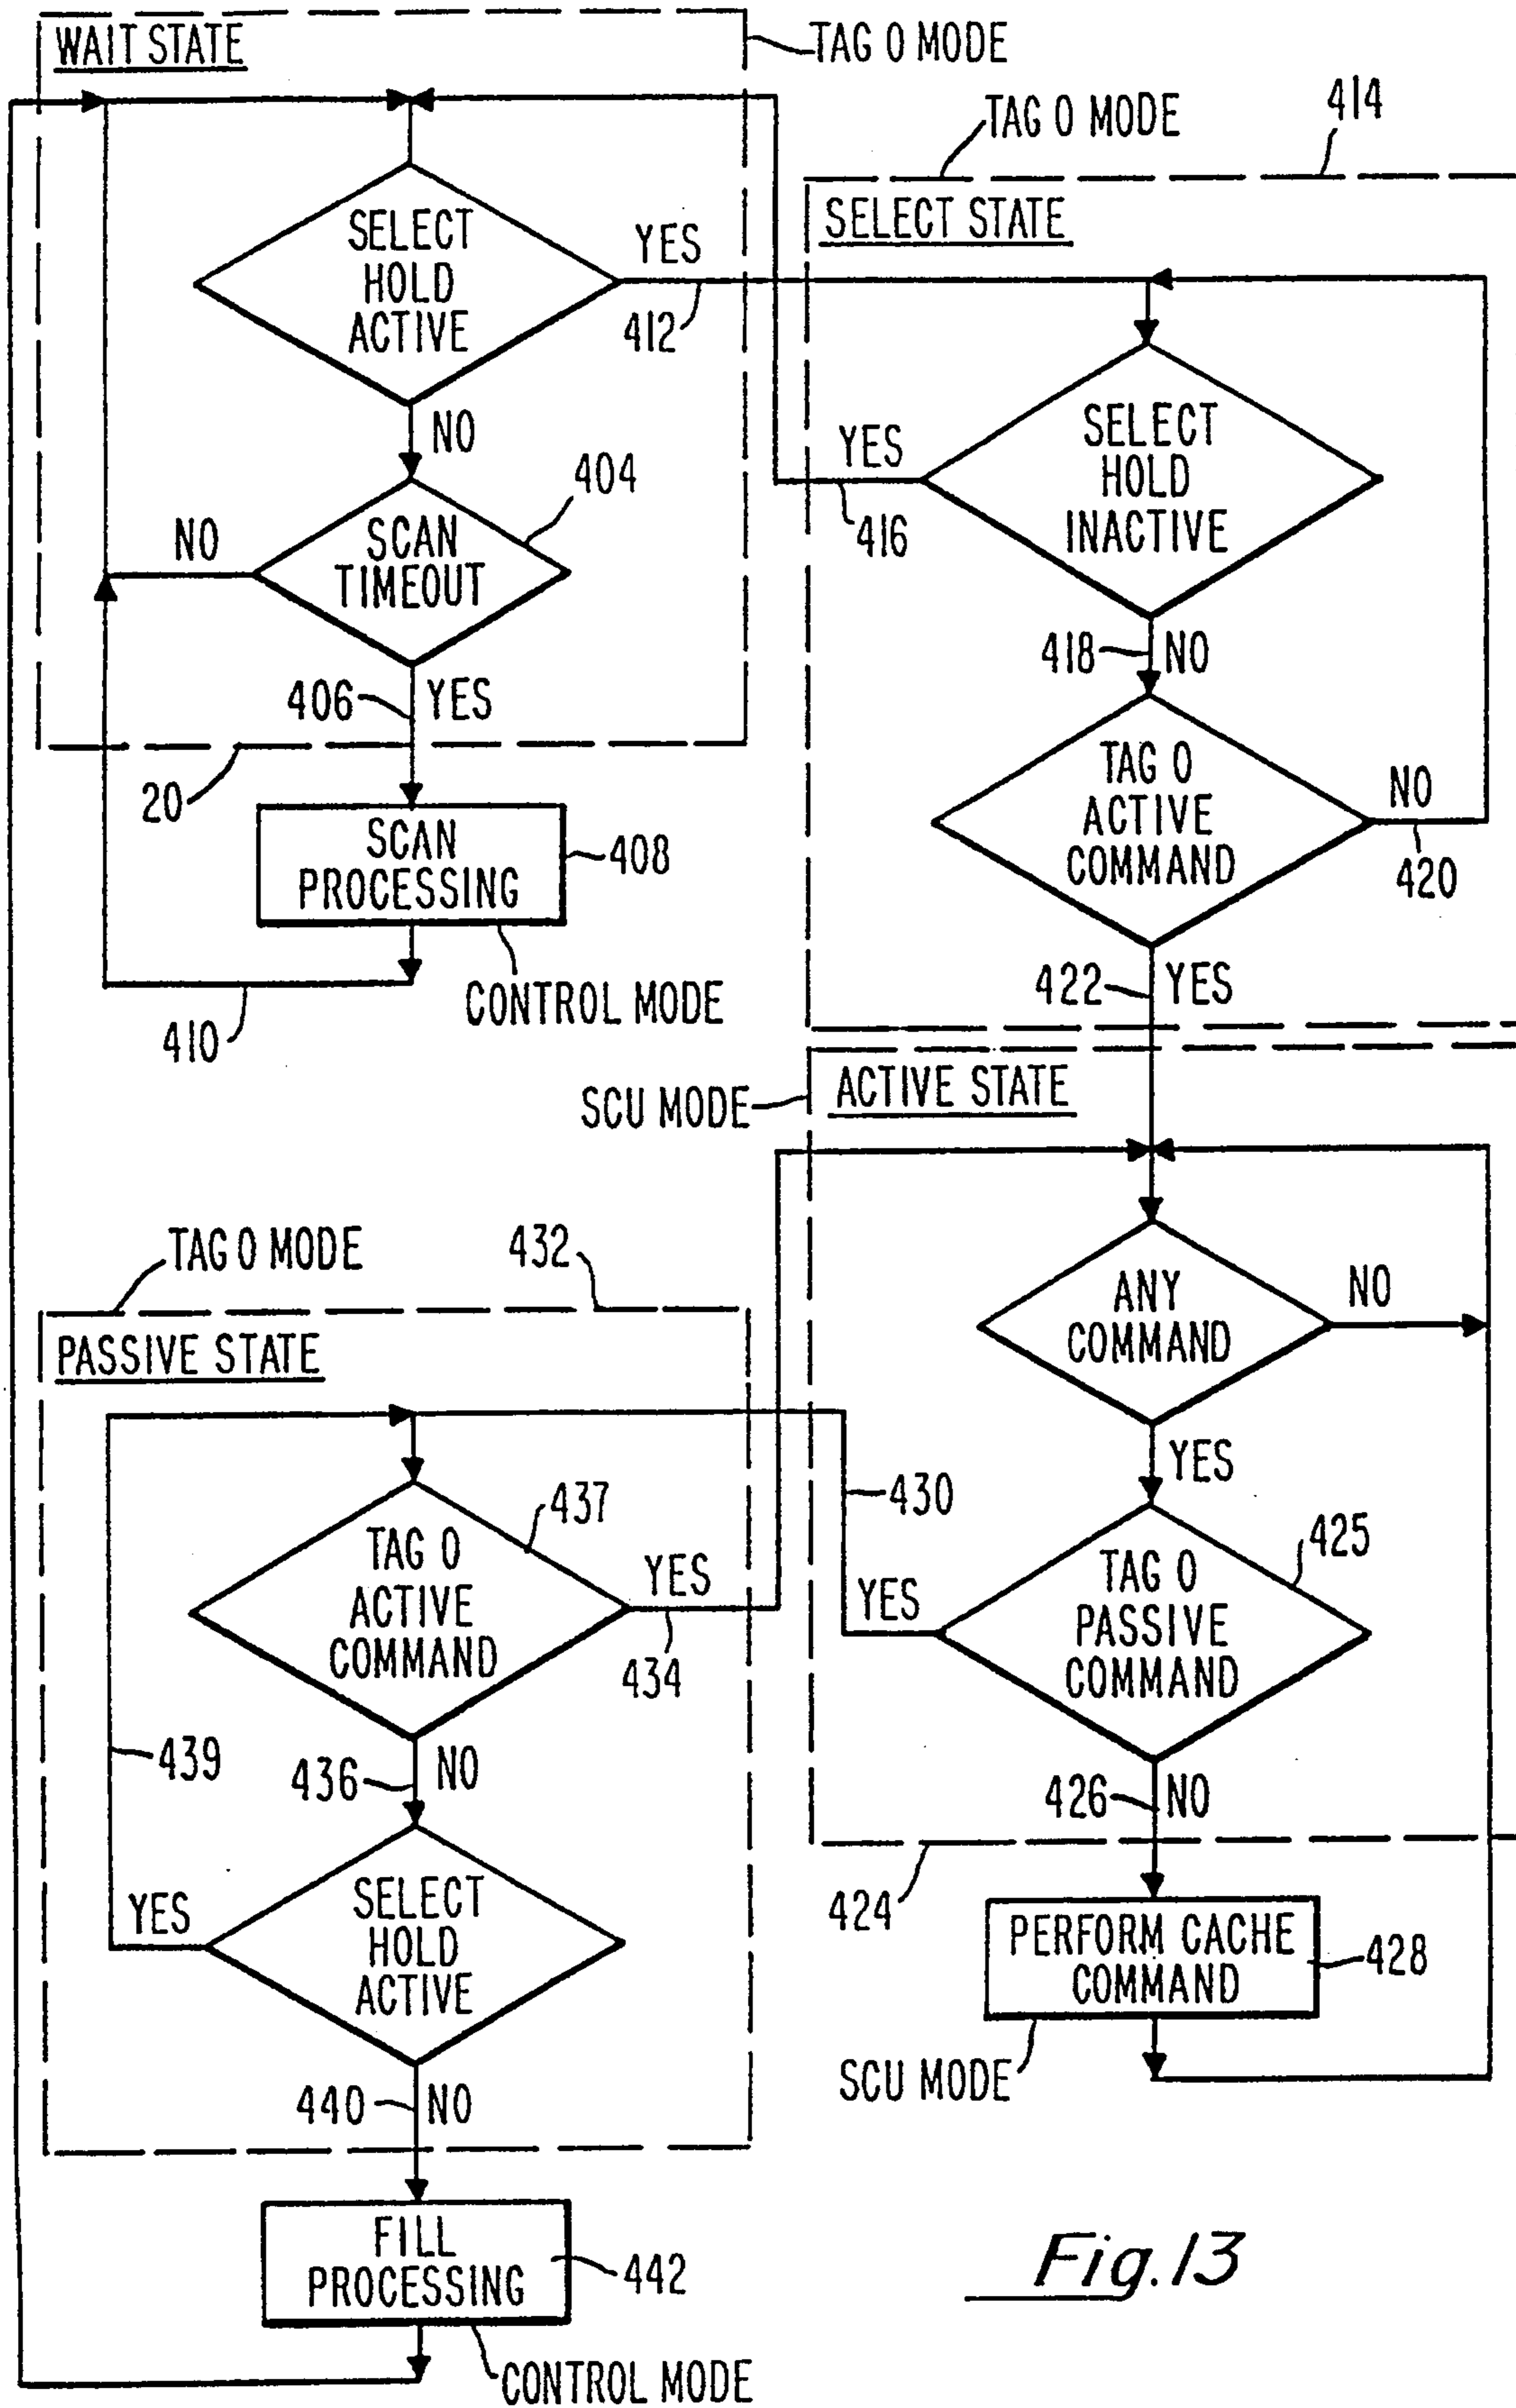 WAIT STATE
TAG 0 MODE
TAG 0 MODE
414
SELECT STATE
SELECT
HOLD
ACTIVE
YES
412
NO
SELECT
HOLD
INACTIVE
YES
416
404
SCAN
TIMEOUT
NO
418
NO
406
YES
20
TAG 0
ACTIVE
COMMAND
NO
420
SCAN
PROCESSING
408
CONTROL MODE
410
422
YES
SCU MODE
ACTIVE STATE
TAG 0 MODE
432
PASSIVE STATE
ANY
COMMAND
NO
YES
430
437
TAG 0
ACTIVE
COMMAND
YES
434
425
TAG 0
PASSIVE
COMMAND
YES
439
436
NO
426
NO
424
SELECT
HOLD
ACTIVE
YES
PERFORM CACHE
COMMAND
428
SCU MODE
440
NO
FILL
PROCESSING
442
CONTROL MODE
Fig. 13